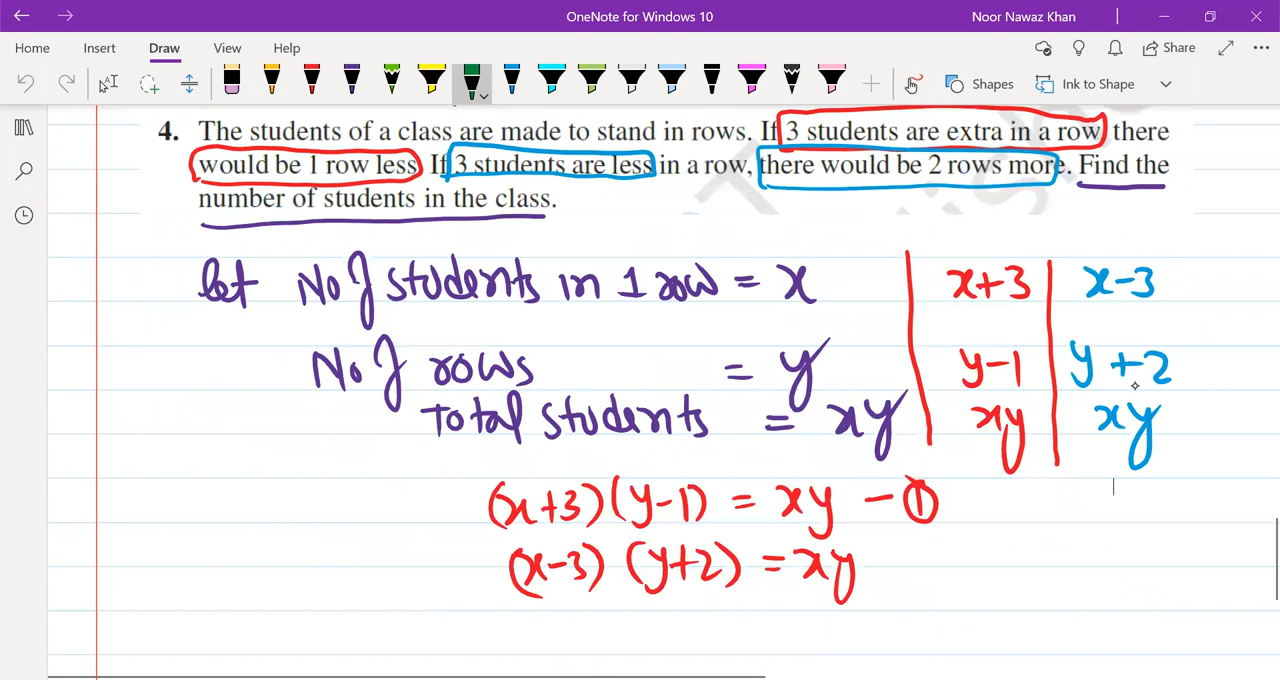 OneNote for Windows 10
Noor Nawaz Khan
Home Insert Draw View Help
Share
Shapes Ink to Shape
4. The students of a class are made to stand in rows. If 3 students are extra in a row, there
would be 1 row less. If 3 students are less in a row, there would be 2 rows more. Find the
number of students in the class.
let No of students in 1 row = x | x+3 | x-3
No of rows = y | y-1 | y+2
Total students = xy | xy | xy
(x+3)(y-1) = xy - ①
(x-3) (y+2) = xy